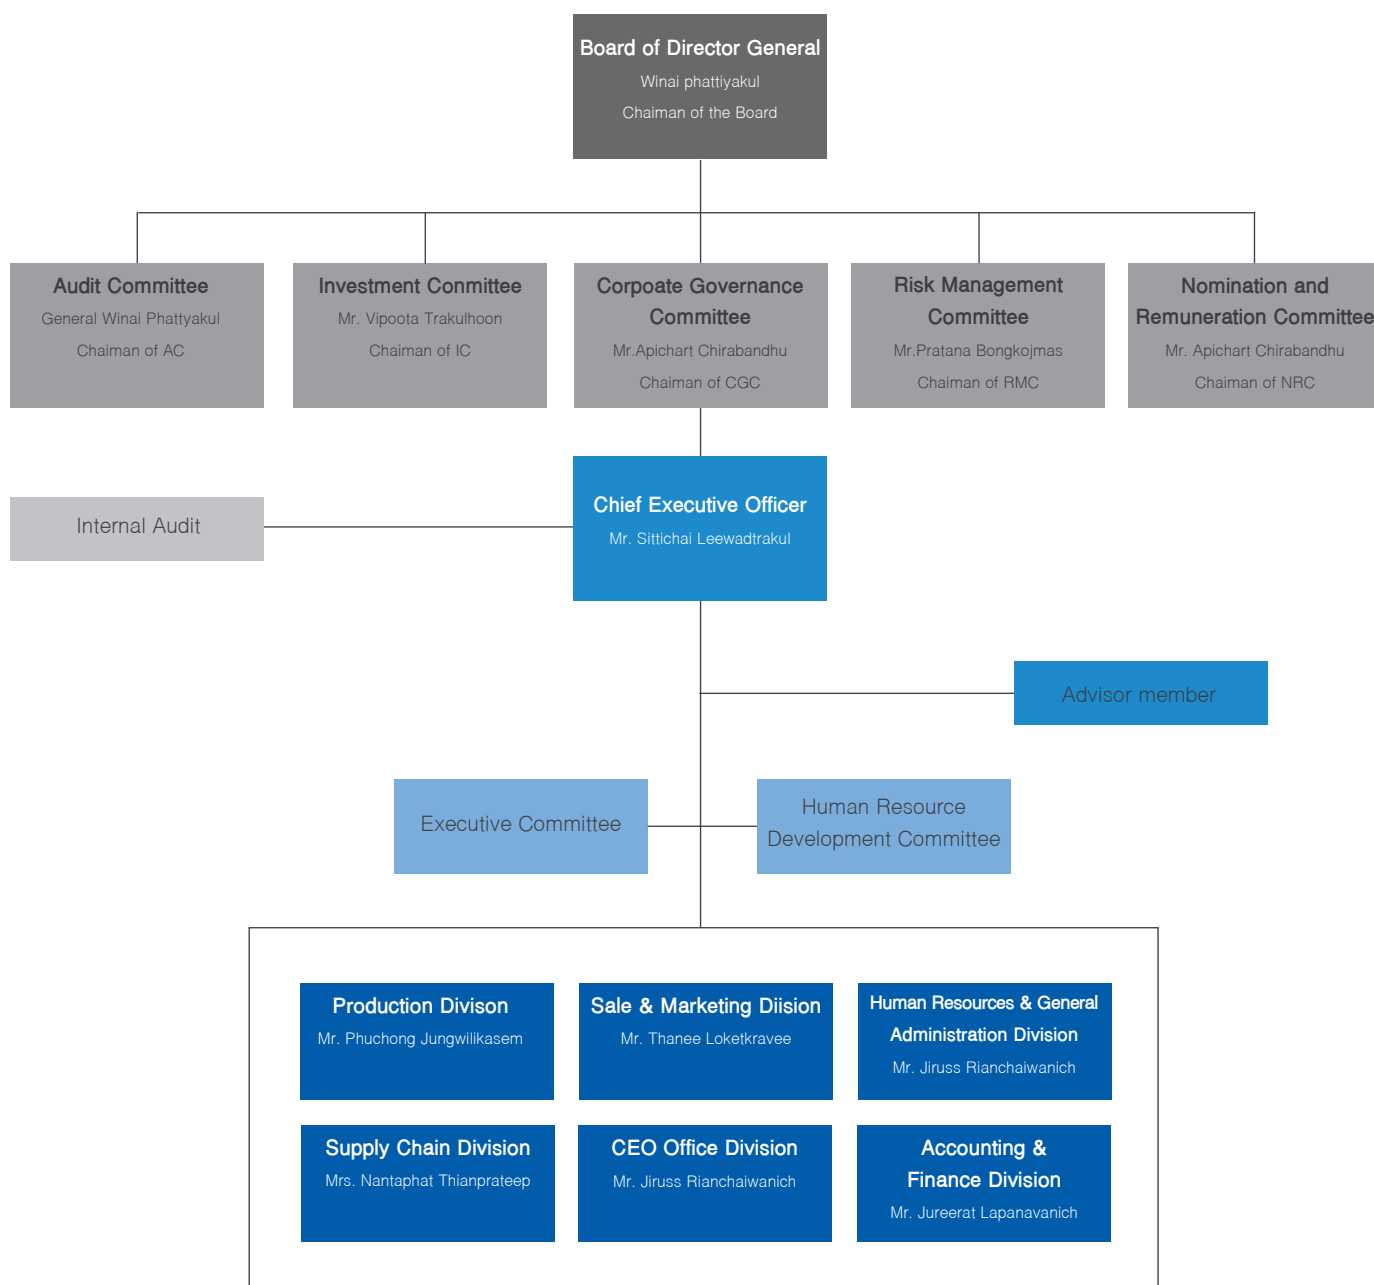 Board of Director General
Winai phattiyakul
Chaiman of the Board
Audit Committee
General Winai Phattyakul
Chaiman of AC
Investment Conmittee
Mr. Vipoota Trakulhoon
Chaiman of IC
Corpoate Governance
Committee
Mr.Apichart Chirabandhu
Chaiman of CGC
Risk Management
Committee
Mr.Pratana Bongkojmas
Chaiman of RMC
Nomination and
Remuneration Committee
Mr. Apichart Chirabandhu
Chaiman of NRC
Chief Executive Officer
Mr. Sittichai Leewadtrakul
Internal Audit
Advisor member
Executive Committee
Human Resource
Development Committee
Production Divison
Mr. Phuchong Jungwilikasem
Sale & Marketing Diision
Mr. Thanee Loketkravee
Human Resources & General
Administration Division
Mr. Jiruss Rianchaiwanich
Supply Chain Division
Mrs. Nantaphat Thianprateep
CEO Office Division
Mr. Jiruss Rianchaiwanich
Accounting &
Finance Division
Mr. Jureerat Lapanavanich